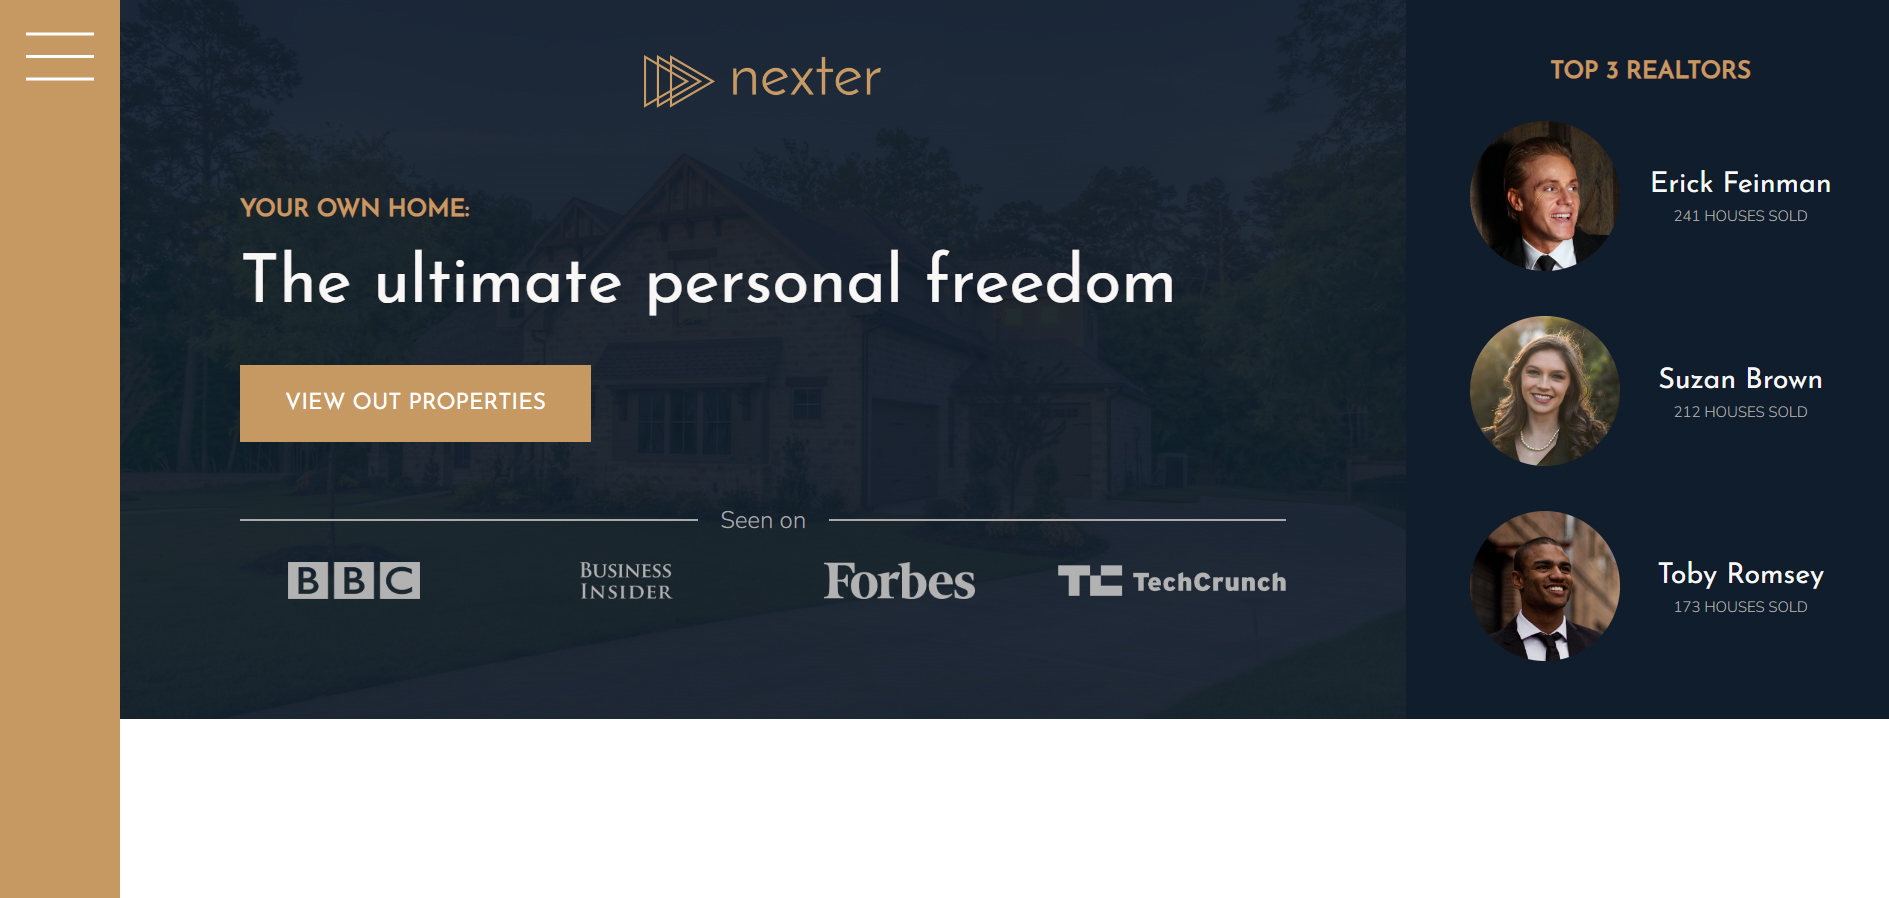 nexter
YOUR OWN HOME:
The ultimate personal freedom
VIEW OUT PROPERTIES
Seen on
BBC
BUSINESS
INSIDER
Forbes
TC TechCrunch
TOP 3 REALTORS
Erick Feinman
241 HOUSES SOLD
Suzan Brown
212 HOUSES SOLD
Toby Romsey
173 HOUSES SOLD